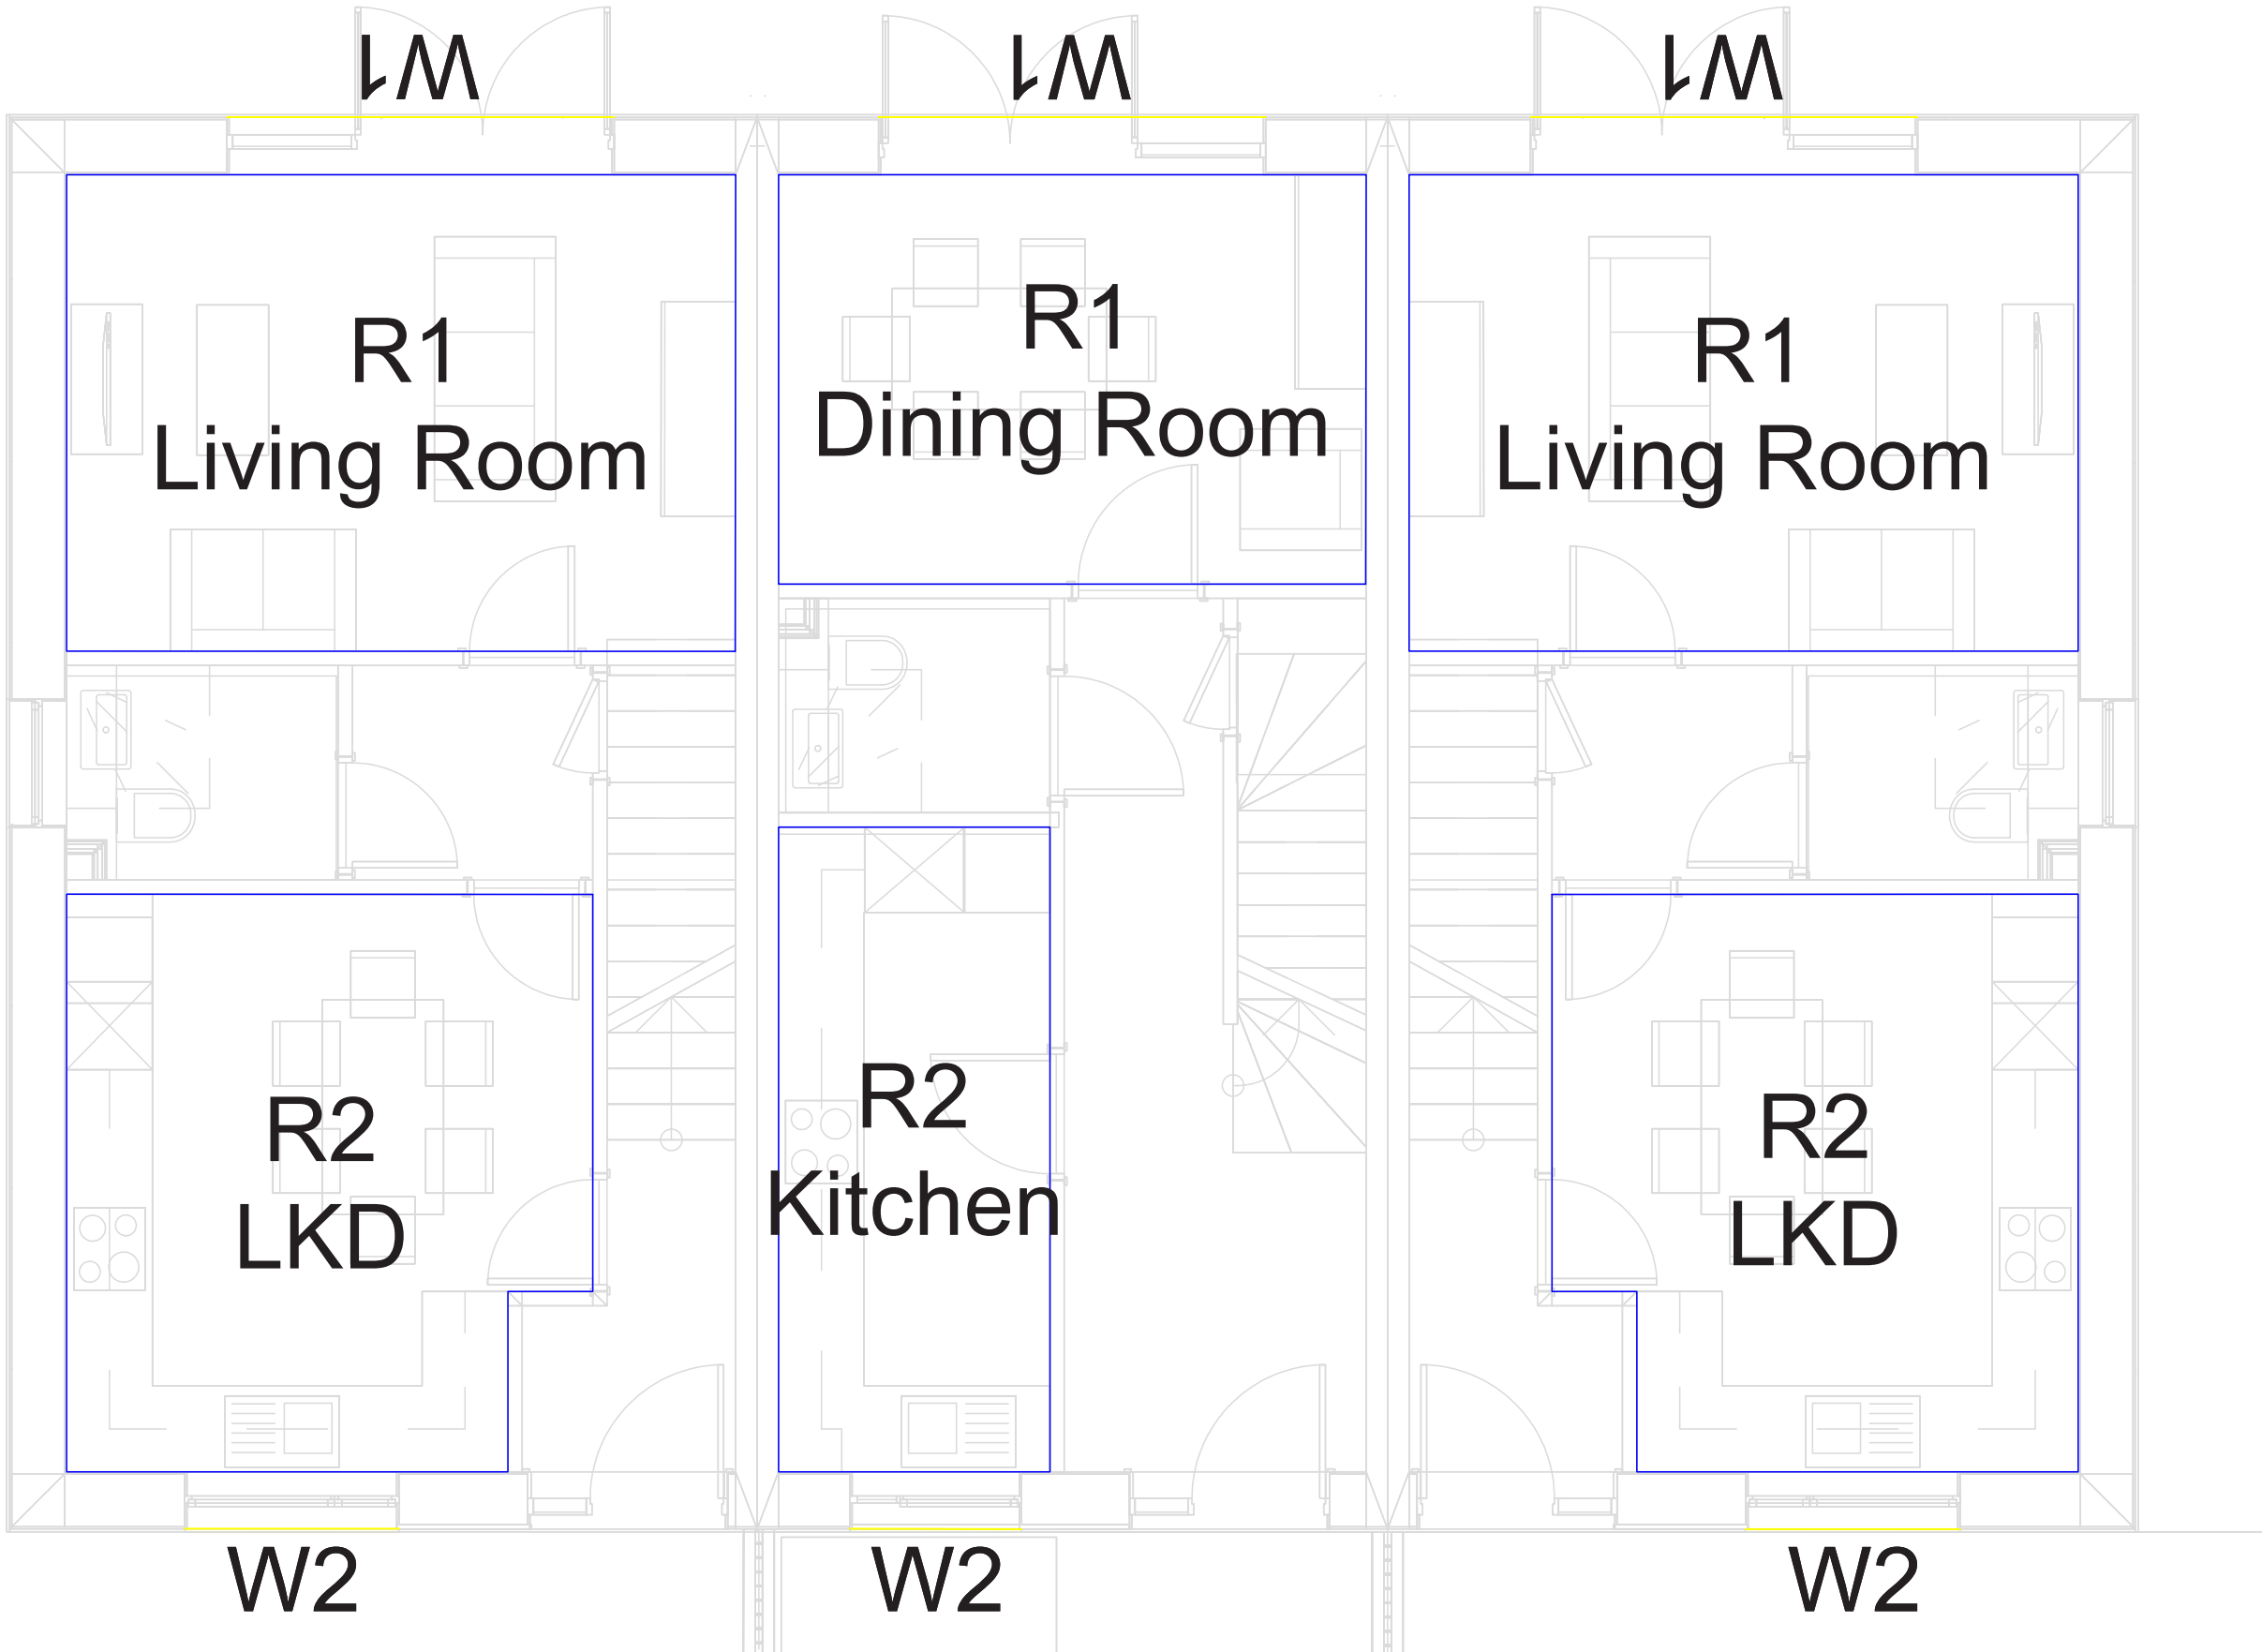 W1
W1
W1
R1
Living Room
R1
Dining Room
R1
Living Room
R2
LKD
R2
Kitchen
R2
LKD
W2
W2
W2